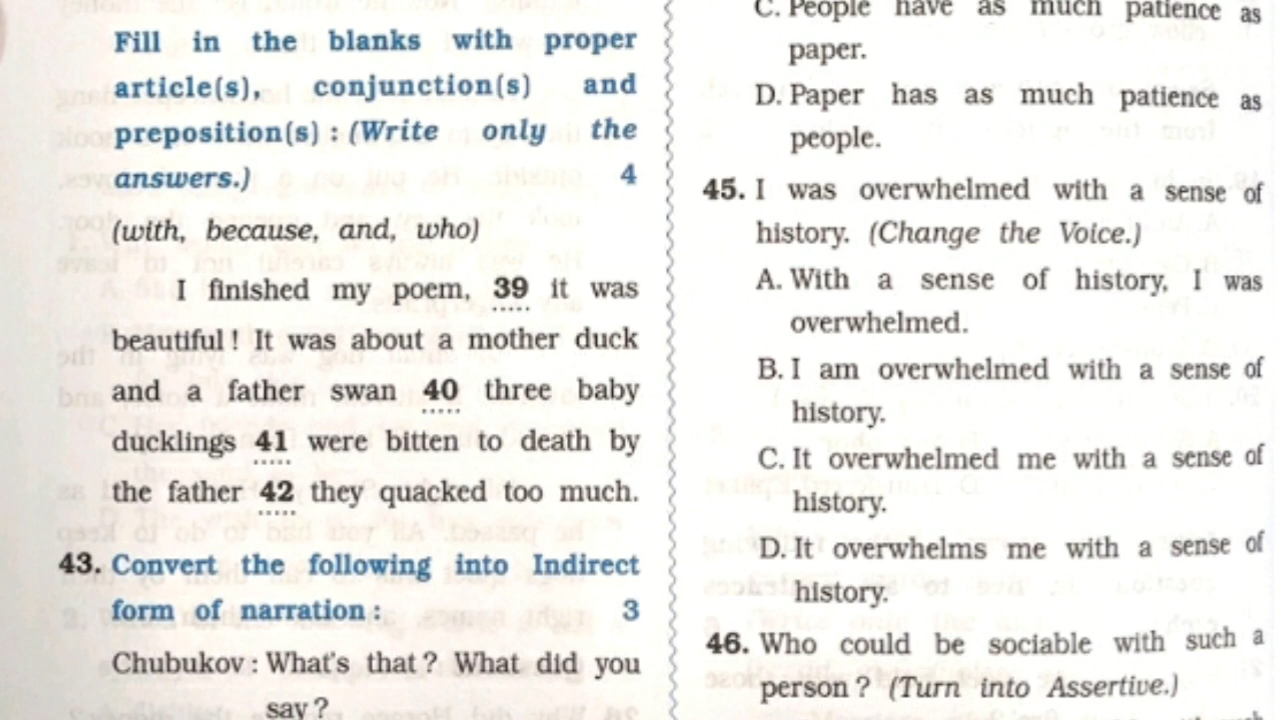 Fill in the blanks with proper
article(s), conjunction(s) and
preposition(s) : (Write only the
answers.) 4
(with, because, and, who)
I finished my poem, 39 it was
beautiful! It was about a mother duck
and a father swan 40 three baby
ducklings 41 were bitten to death by
the father 42 they quacked too much.
43. Convert the following into Indirect
form of narration : 3
Chubukov : What's that? What did you
say?
C. People have as much patience as
paper.
D. Paper has as much patience as
people.
45. I was overwhelmed with a sense of
history. (Change the Voice.)
A. With a sense of history, I was
overwhelmed.
B. I am overwhelmed with a sense of
history.
C. It overwhelmed me with a sense of
history.
D. It overwhelms me with a sense of
history.
46. Who could be sociable with such a
person? (Turn into Assertive.)